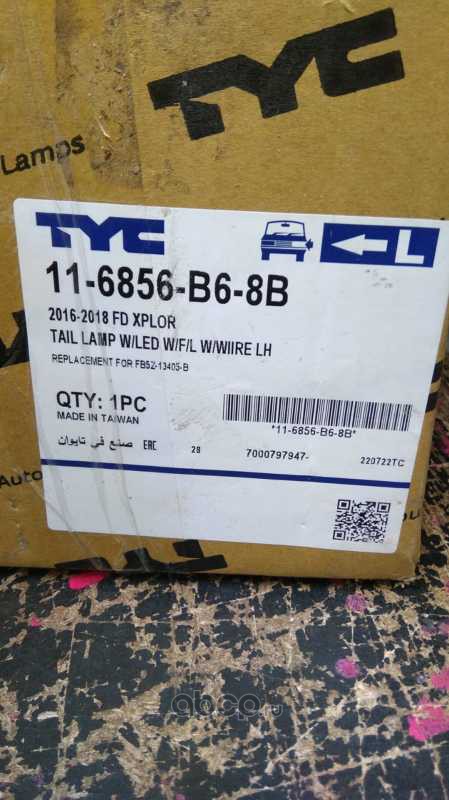 TYC
Lamps
TYC
L
11-6856-B6-8B
2016-2018 FD XPLOR
TAIL LAMP W/LED W/F/L W/WIIRE LH
REPLACEMENT FOR FB5Z-13405-B
QTY: 1PC
MADE IN TAIWAN
*11-6856-B6-8B*
صنع في تايوان EAC 28 7000797947- 220722TC
Auto
Auto